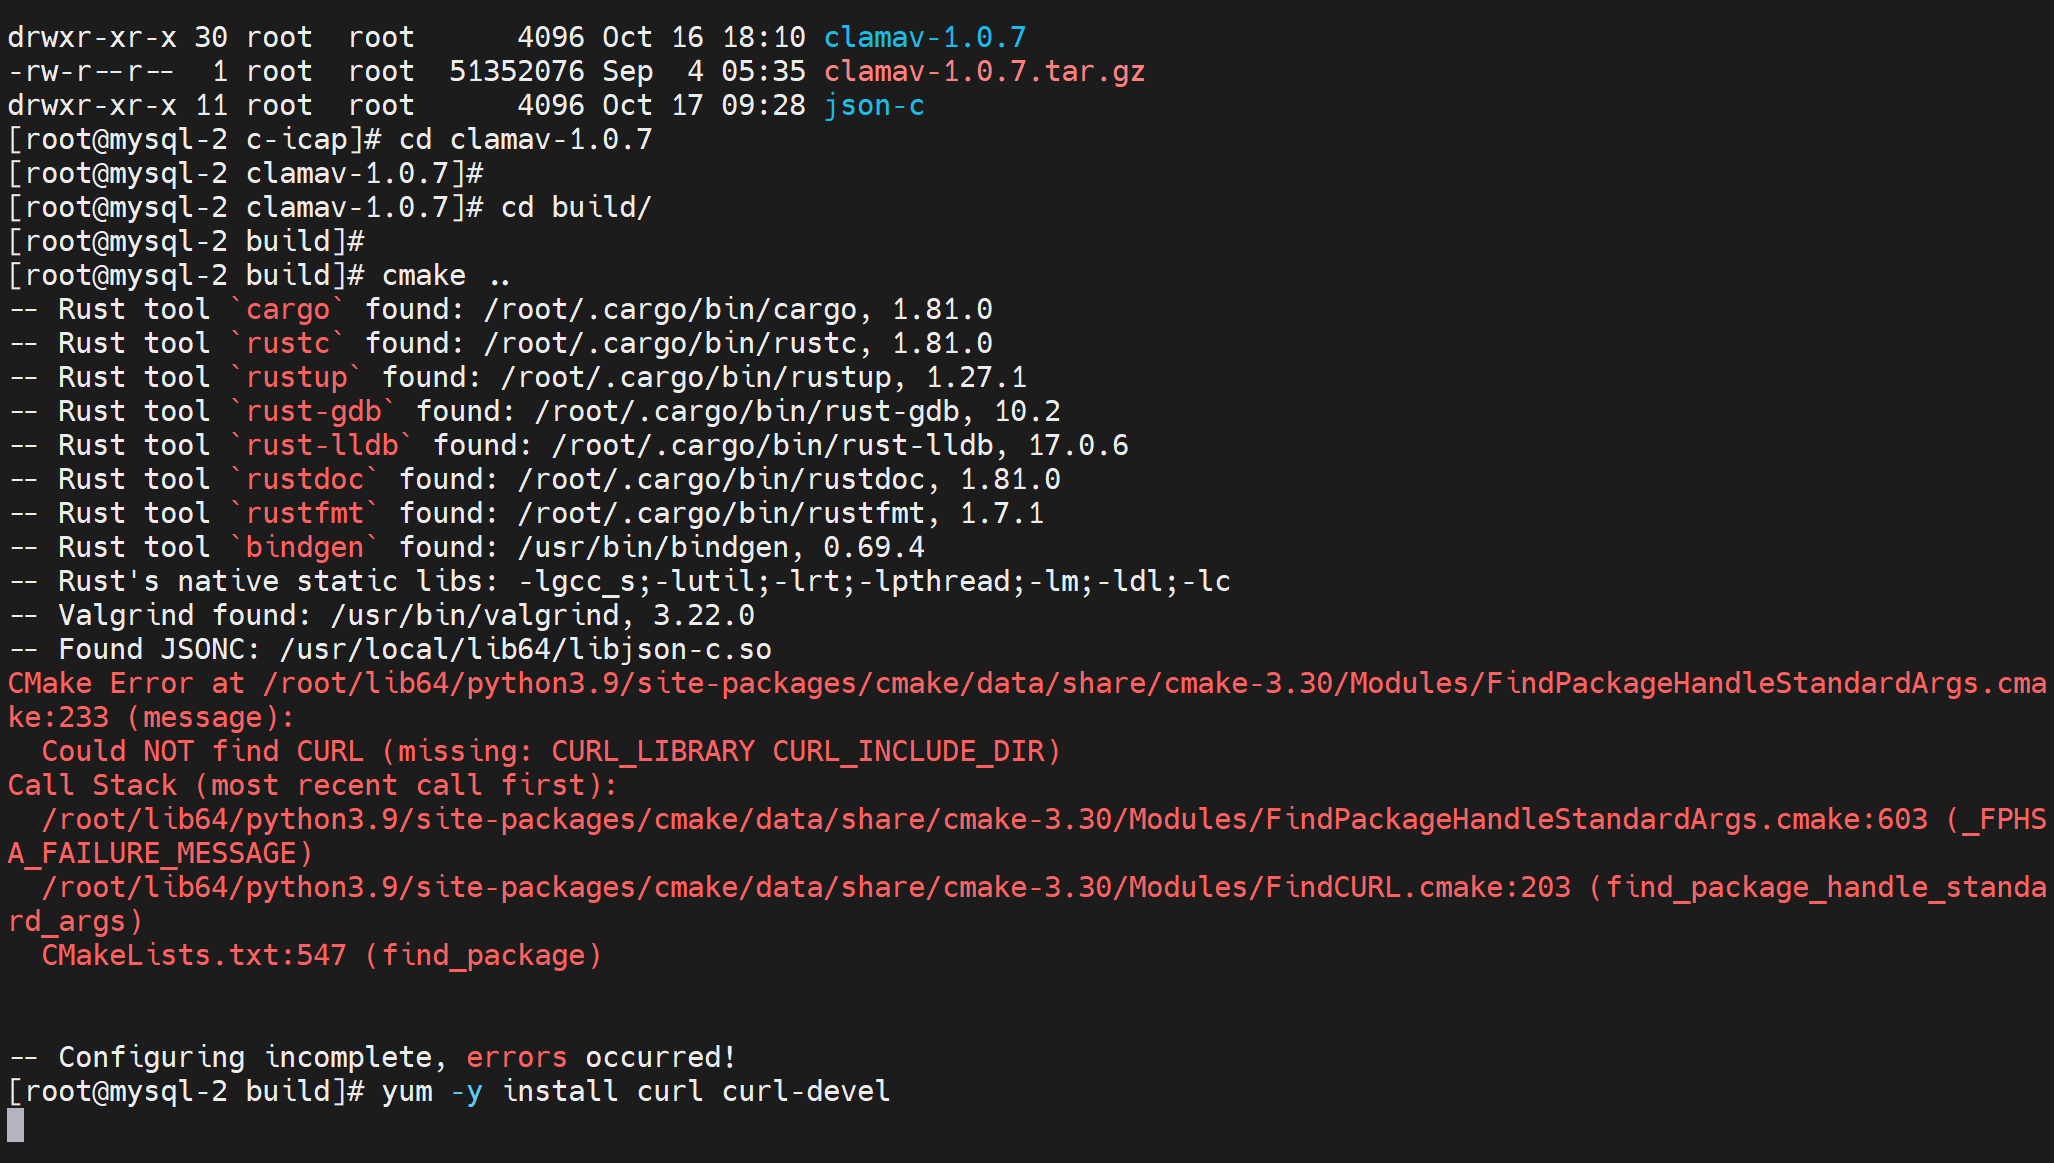 drwxr-xr-x 30 root  root      4096 Oct 16 18:10 clamav-1.0.7
-rw-r--r--  1 root  root  51352076 Sep  4 05:35 clamav-1.0.7.tar.gz
drwxr-xr-x 11 root  root      4096 Oct 17 09:28 json-c
[root@mysql-2 c-icap]# cd clamav-1.0.7
[root@mysql-2 clamav-1.0.7]#
[root@mysql-2 clamav-1.0.7]# cd build/
[root@mysql-2 build]#
[root@mysql-2 build]# cmake ..
-- Rust tool `cargo` found: /root/.cargo/bin/cargo, 1.81.0
-- Rust tool `rustc` found: /root/.cargo/bin/rustc, 1.81.0
-- Rust tool `rustup` found: /root/.cargo/bin/rustup, 1.27.1
-- Rust tool `rust-gdb` found: /root/.cargo/bin/rust-gdb, 10.2
-- Rust tool `rust-lldb` found: /root/.cargo/bin/rust-lldb, 17.0.6
-- Rust tool `rustdoc` found: /root/.cargo/bin/rustdoc, 1.81.0
-- Rust tool `rustfmt` found: /root/.cargo/bin/rustfmt, 1.7.1
-- Rust tool `bindgen` found: /usr/bin/bindgen, 0.69.4
-- Rust's native static libs: -lgcc_s;-lutil;-lrt;-lpthread;-lm;-ldl;-lc
-- Valgrind found: /usr/bin/valgrind, 3.22.0
-- Found JSONC: /usr/local/lib64/libjson-c.so
CMake Error at /root/lib64/python3.9/site-packages/cmake/data/share/cmake-3.30/Modules/FindPackageHandleStandardArgs.cma
ke:233 (message):
  Could NOT find CURL (missing: CURL_LIBRARY CURL_INCLUDE_DIR)
Call Stack (most recent call first):
  /root/lib64/python3.9/site-packages/cmake/data/share/cmake-3.30/Modules/FindPackageHandleStandardArgs.cmake:603 (_FPHS
A_FAILURE_MESSAGE)
  /root/lib64/python3.9/site-packages/cmake/data/share/cmake-3.30/Modules/FindCURL.cmake:203 (find_package_handle_standa
rd_args)
  CMakeLists.txt:547 (find_package)
-- Configuring incomplete, errors occurred!
[root@mysql-2 build]# yum -y install curl curl-devel